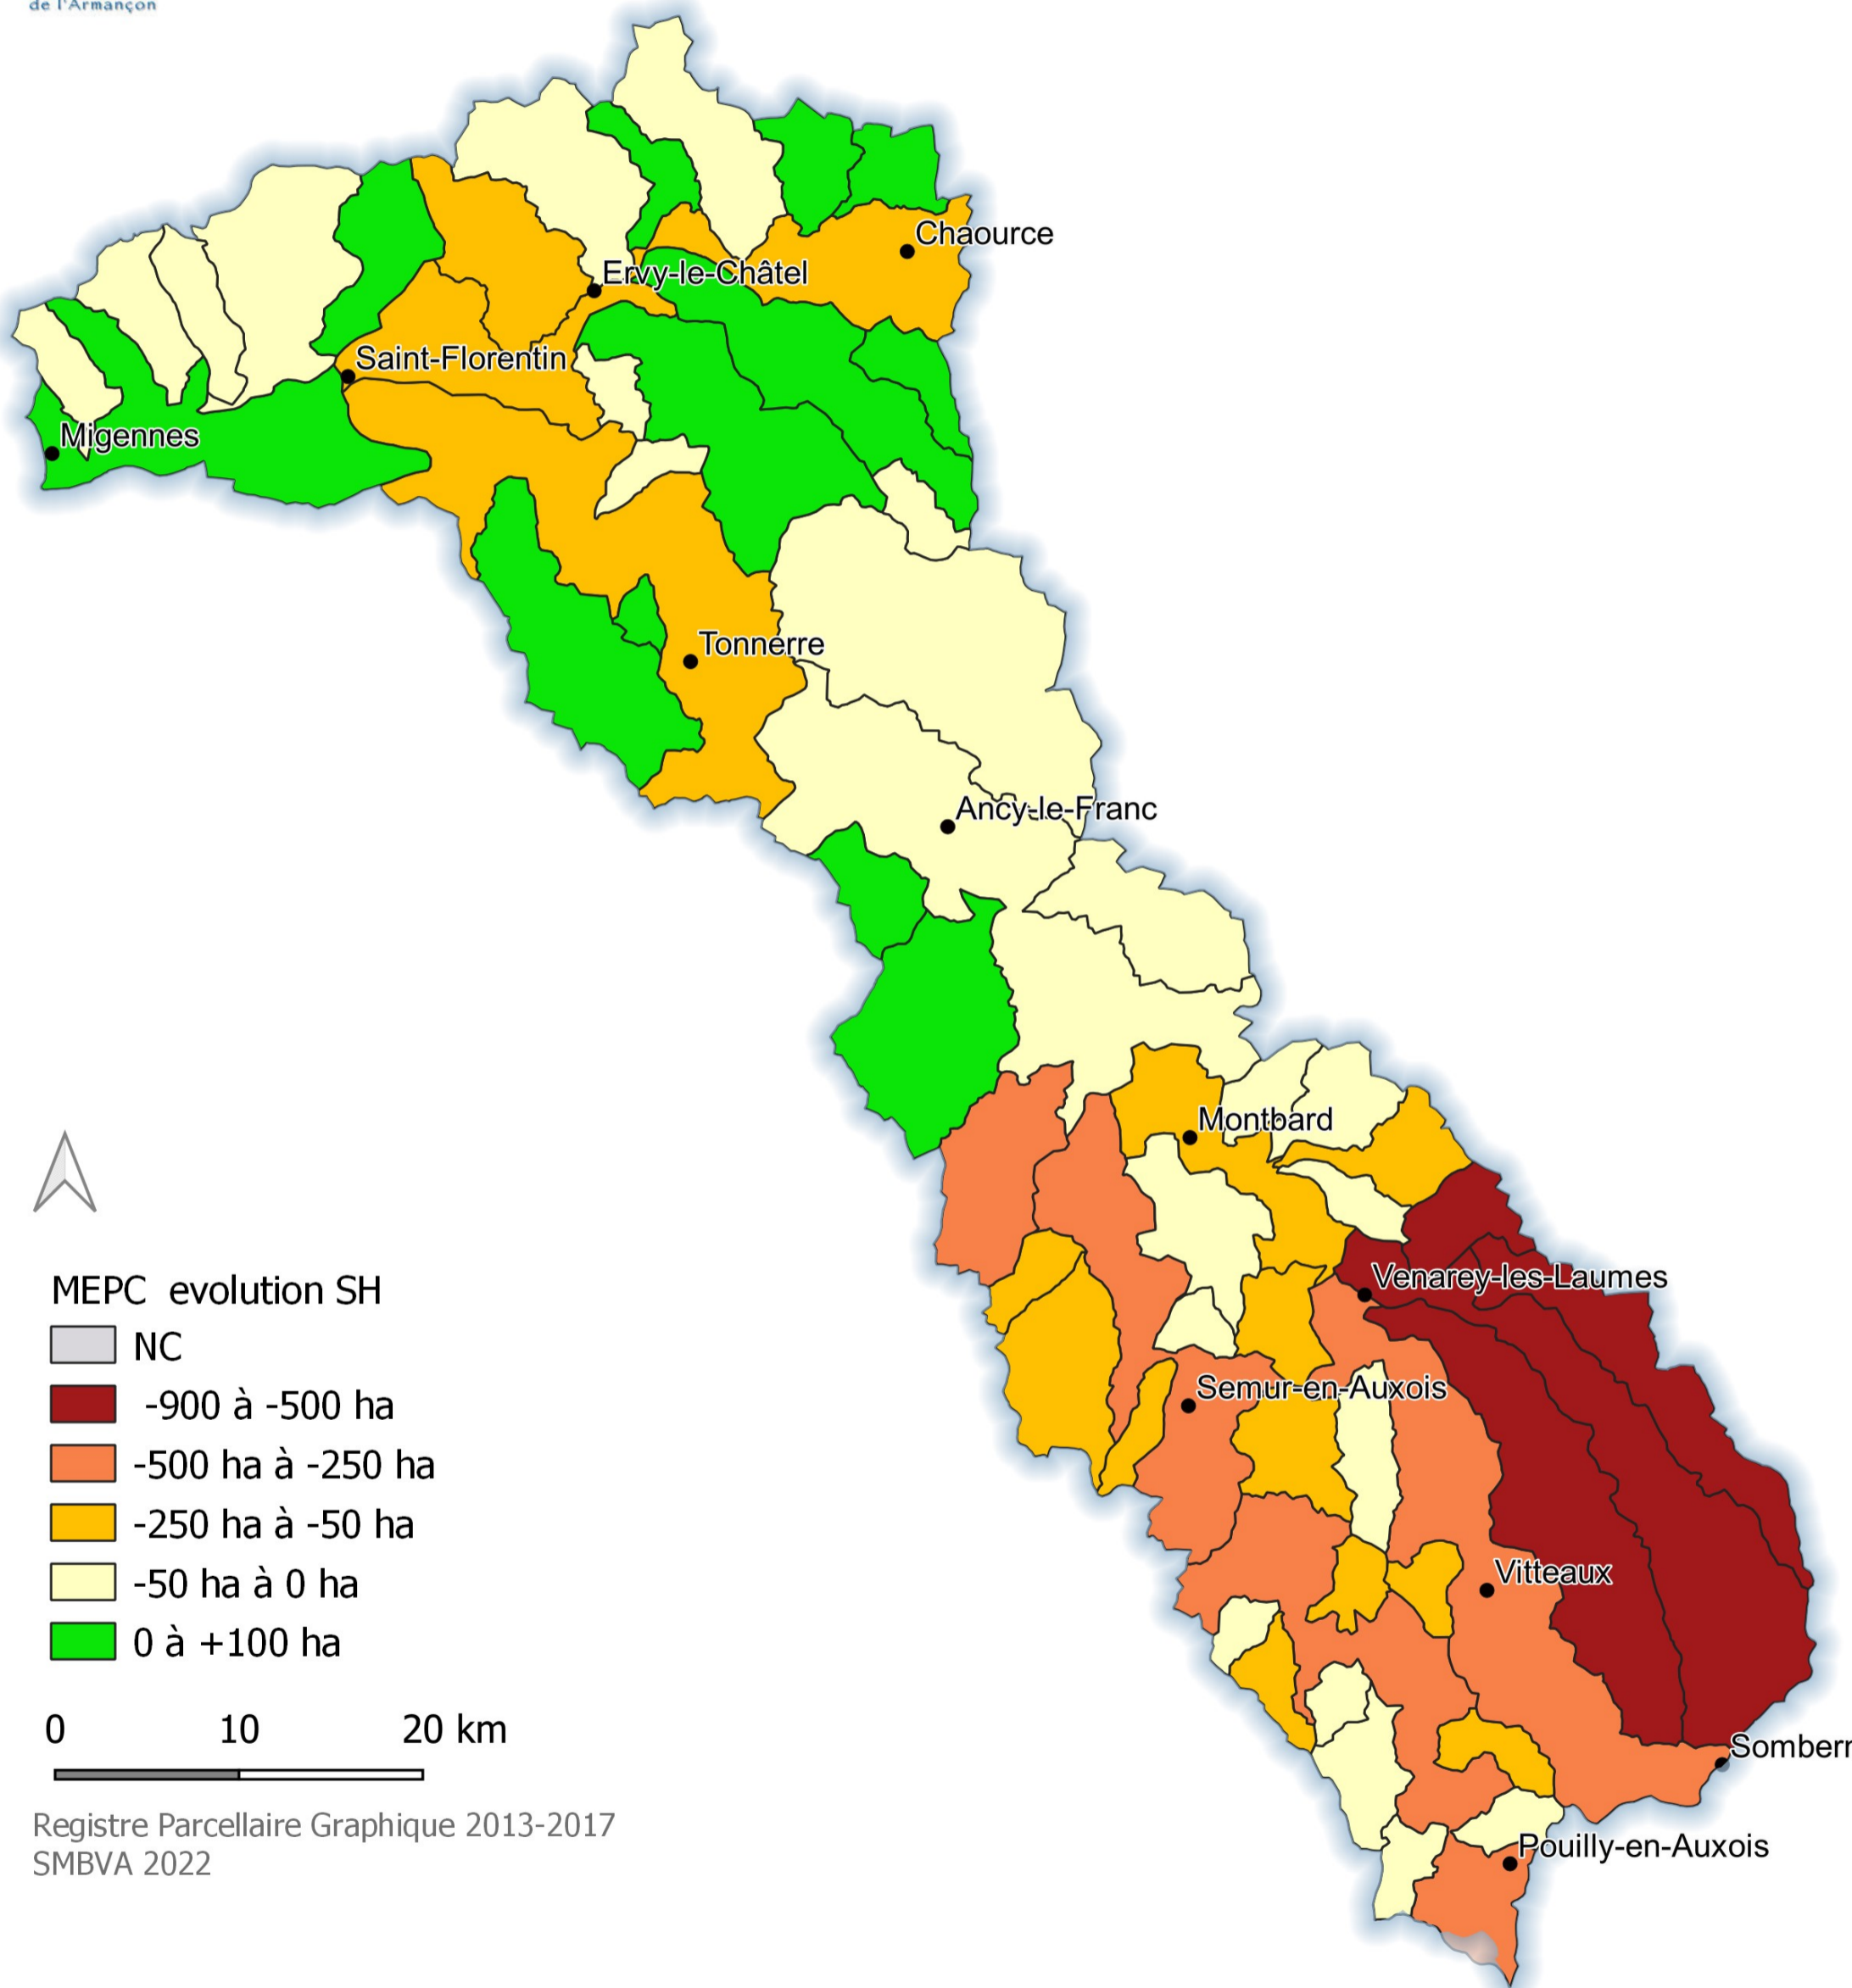 de l'Armançon
Chaource
Ervy-le-Châtel
Saint-Florentin
Migennes
Tonnerre
Ancy-le-Franc
Montbard
Venarey-les-Laumes
Semur-en-Auxois
Vitteaux
Sombern
Pouilly-en-Auxois
MEPC evolution SH
NC
-900 à -500 ha
-500 ha à -250 ha
-250 ha à -50 ha
-50 ha à 0 ha
0 à +100 ha
0 10 20 km
Registre Parcellaire Graphique 2013-2017
SMBVA 2022